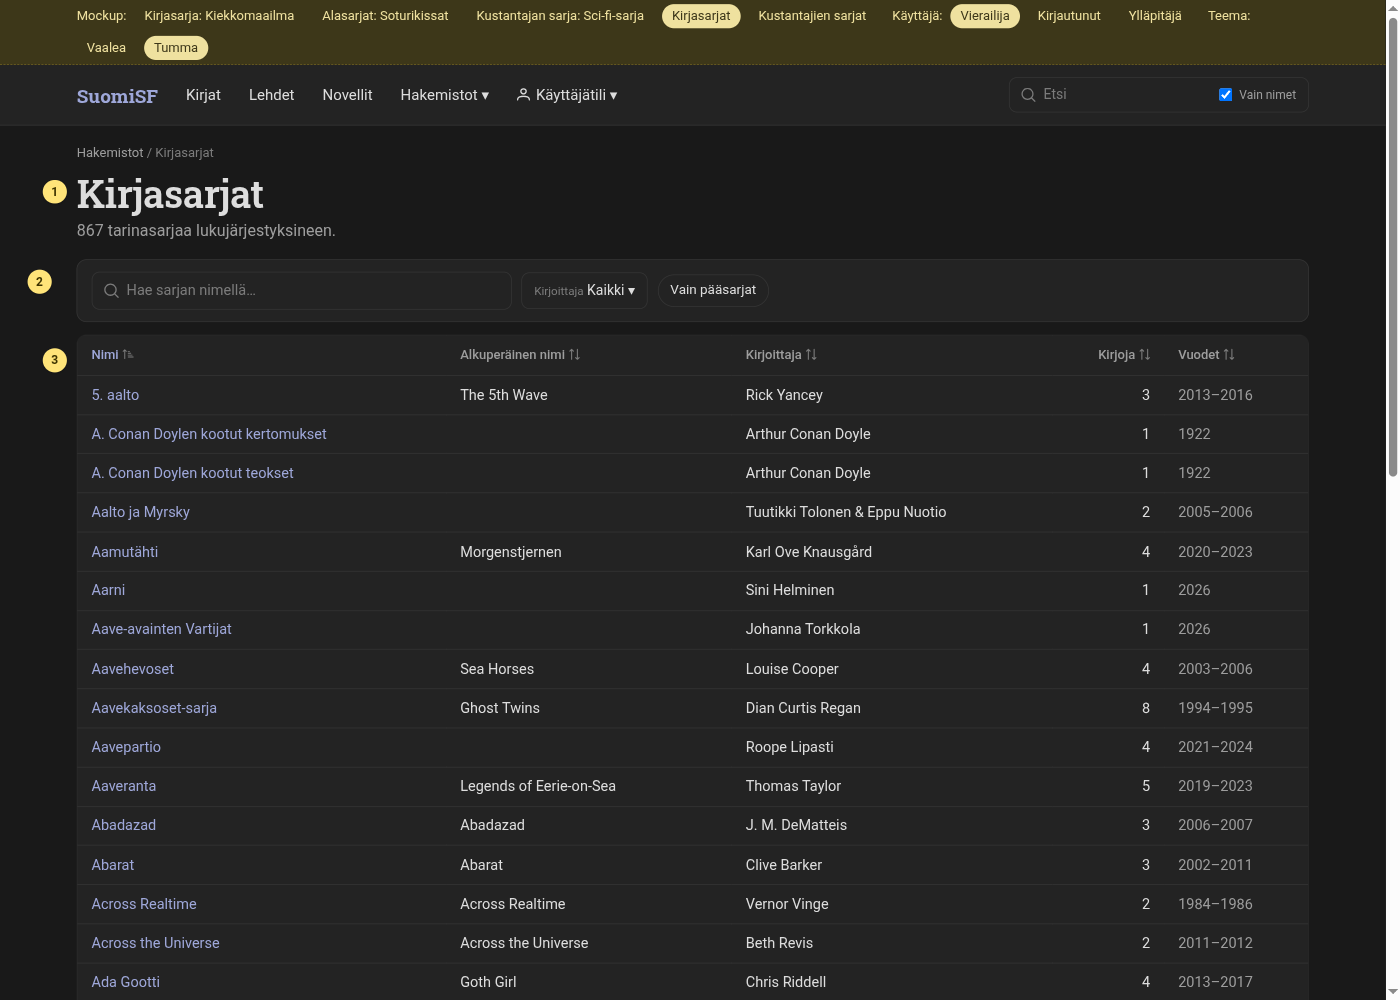 Mockup: Kirjasarja: Kiekkomaailma Alasarjat: Soturikissat Kustantajan sarja: Sci-fi-sarja Kirjasarjat Kustantajien sarjat Käyttäjä: Vierailija Kirjautunut Ylläpitäjä Teema:
Vaalea Tumma
SuomiSF Kirjat Lehdet Novellit Hakemistot ▾ Käyttäjätili ▾ Etsi Vain nimet
Hakemistot / Kirjasarjat
1 Kirjasarjat
867 tarinasarjaa lukujärjestyksineen.
2 Hae sarjan nimellä… Kirjoittaja Kaikki ▾ Vain pääsarjat
3 Nimi Alkuperäinen nimi Kirjoittaja Kirjoja Vuodet
5. aalto The 5th Wave Rick Yancey 3 2013–2016
A. Conan Doylen kootut kertomukset Arthur Conan Doyle 1 1922
A. Conan Doylen kootut teokset Arthur Conan Doyle 1 1922
Aalto ja Myrsky Tuutikki Tolonen & Eppu Nuotio 2 2005–2006
Aamutähti Morgenstjernen Karl Ove Knausgård 4 2020–2023
Aarni Sini Helminen 1 2026
Aave-avainten Vartijat Johanna Torkkola 1 2026
Aavehevoset Sea Horses Louise Cooper 4 2003–2006
Aavekaksoset-sarja Ghost Twins Dian Curtis Regan 8 1994–1995
Aavepartio Roope Lipasti 4 2021–2024
Aaveranta Legends of Eerie-on-Sea Thomas Taylor 5 2019–2023
Abadazad Abadazad J. M. DeMatteis 3 2006–2007
Abarat Abarat Clive Barker 3 2002–2011
Across Realtime Across Realtime Vernor Vinge 2 1984–1986
Across the Universe Across the Universe Beth Revis 2 2011–2012
Ada Gootti Goth Girl Chris Riddell 4 2013–2017